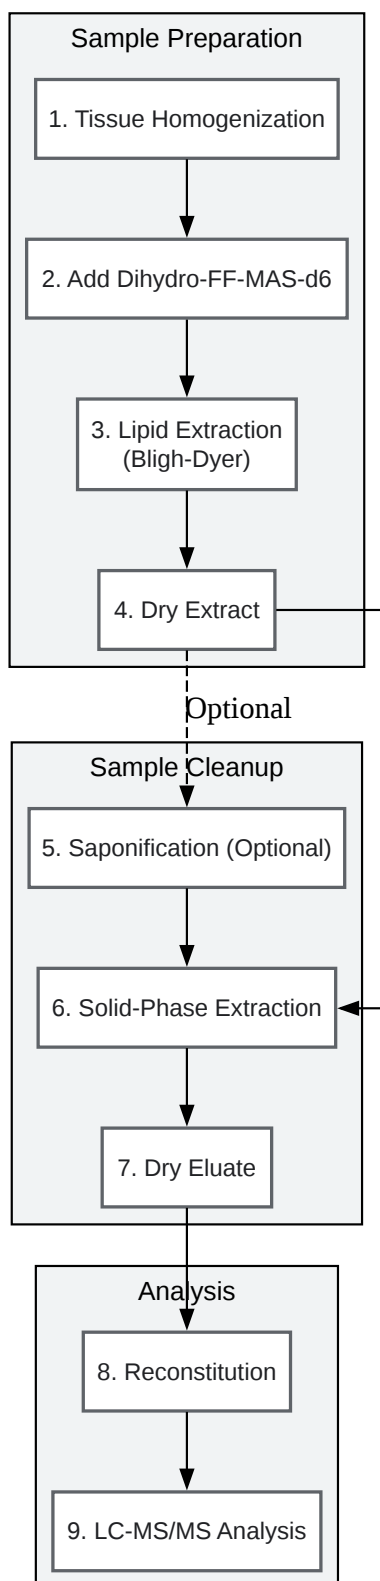 Sample Preparation
1. Tissue Homogenization
2. Add Dihydro-FF-MAS-d6
3. Lipid Extraction
(Bligh-Dyer)
4. Dry Extract
Optional
Sample Cleanup
5. Saponification (Optional)
6. Solid-Phase Extraction
7. Dry Eluate
Analysis
8. Reconstitution
9. LC-MS/MS Analysis